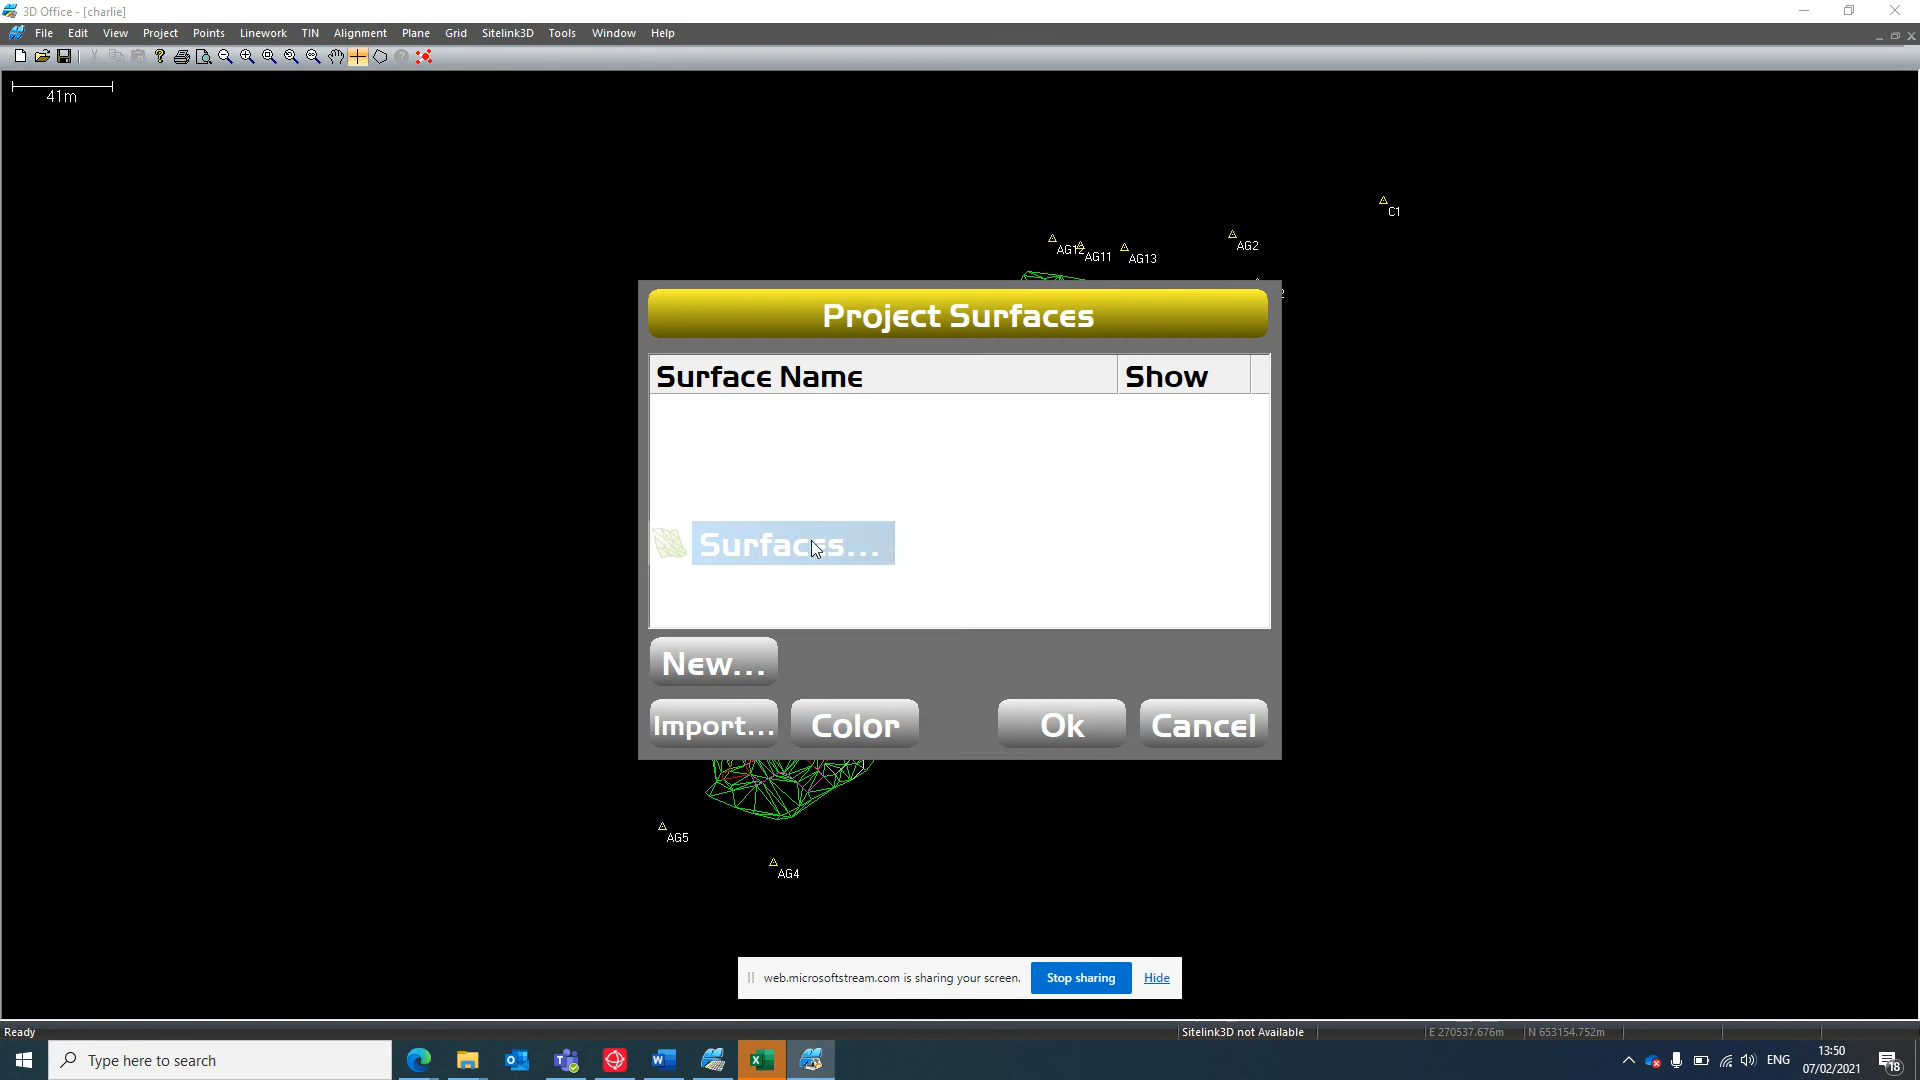 3D Office - [charlie]
File Edit View Project Points Linework TIN Alignment Plane Grid Sitelink3D Tools Window Help
41m
C1
AG2
AG12
AG11
AG13
Project Surfaces
Surface Name Show
Surfaces...
New...
Import... Color Ok Cancel
AG5
AG4
web.microsoftstream.com is sharing your screen. Stop sharing Hide
Ready Sitelink3D not Available E 270537.676m N 653154.752m
Type here to search
ENG
13:50
07/02/2021
18